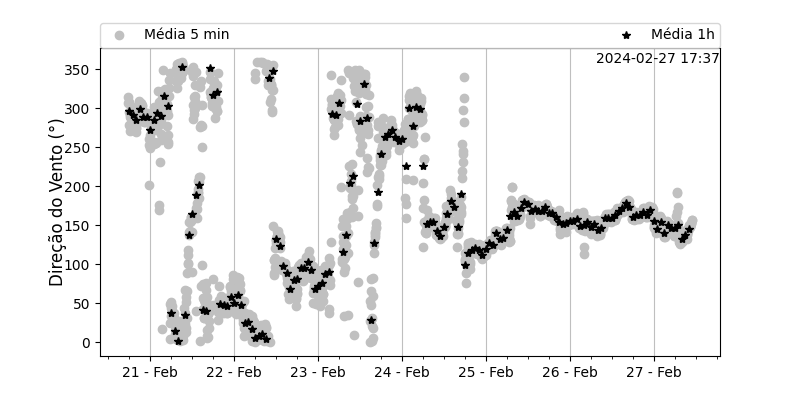 Média 5 min
Média 1h
2024-02-27 17:37
Direção do Vento (°)
350
300
250
200
150
100
50
0
21 - Feb
22 - Feb
23 - Feb
24 - Feb
25 - Feb
26 - Feb
27 - Feb